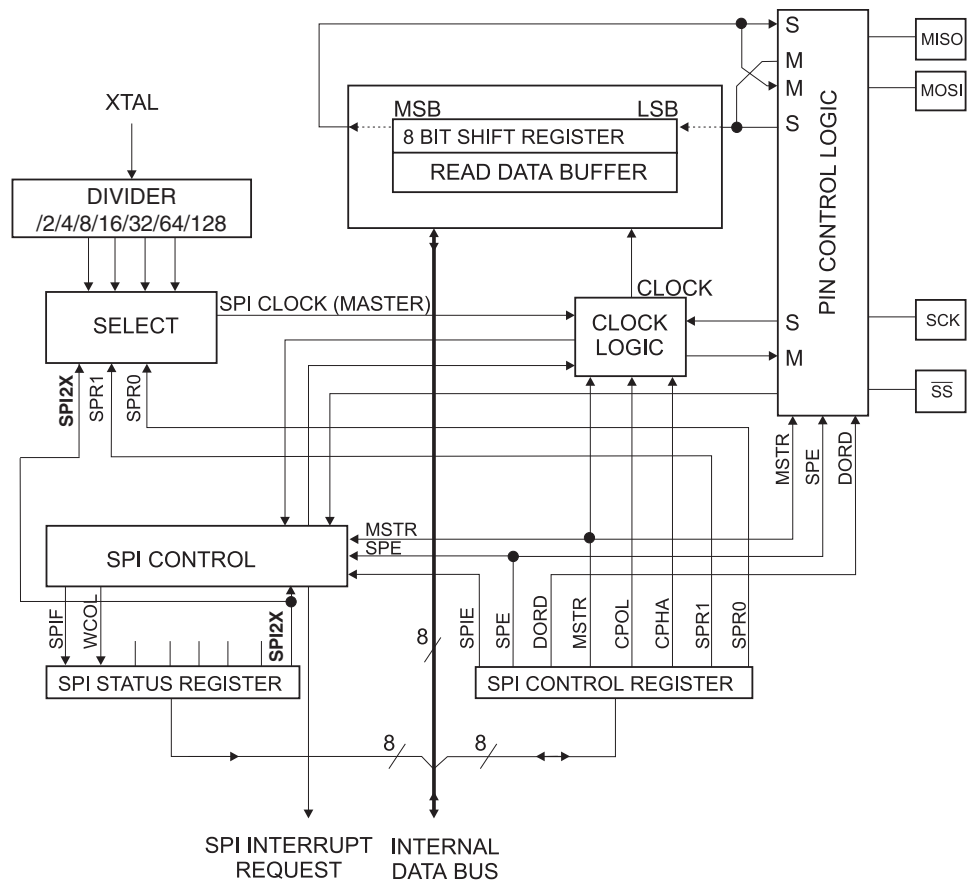 S
MISO
M
M
MOSI
S
MSB
LSB
8 BIT SHIFT REGISTER
READ DATA BUFFER
XTAL
DIVIDER
/2/4/8/16/32/64/128
PIN CONTROL LOGIC
SPI CLOCK (MASTER)
SELECT
CLOCK
CLOCK
LOGIC
S
M
SCK
SS
SPI2X
SPR1
SPR0
MSTR
SPE
DORD
SPI CONTROL
MSTR
SPE
SPIF
WCOL
SPI2X
8
SPIE
SPE
DORD
MSTR
CPOL
CPHA
SPR1
SPR0
SPI STATUS REGISTER
SPI CONTROL REGISTER
8
8
SPI INTERRUPT
REQUEST
INTERNAL
DATA BUS